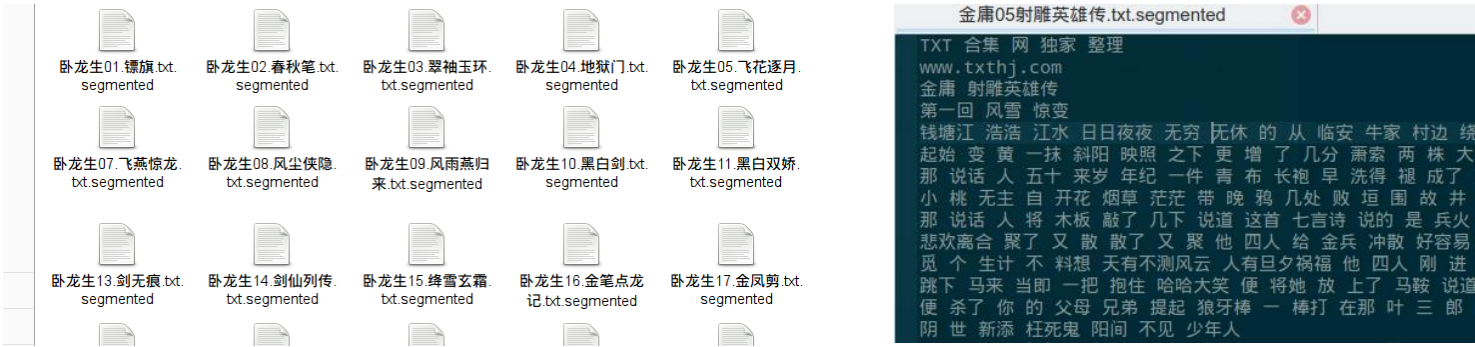 卧龙生01.镖旗.txt.
segmented
卧龙生02.春秋笔.txt.
segmented
卧龙生03.翠袖玉环.
txt.segmented
卧龙生04.地狱门.txt.
segmented
卧龙生05.飞花逐月.
txt.segmented
卧龙生07.飞燕惊龙.
txt.segmented
卧龙生08.风尘侠隐.
txt.segmented
卧龙生09.风雨燕归
来.txt.segmented
卧龙生10.黑白剑.txt.
segmented
卧龙生11.黑白双娇.
txt.segmented
卧龙生13.剑无痕.txt.
segmented
卧龙生14.剑仙列传.
txt.segmented
卧龙生15.绛雪玄霜.
txt.segmented
卧龙生16.金笔点龙
记.txt.segmented
卧龙生17.金凤剪.txt.
segmented
金庸05射雕英雄传.txt.segmented
TXT 合集 网 独家 整理
www.txthj.com
金庸 射雕英雄传
第一回 风雪 惊变
钱塘江 浩浩 江水 日日夜夜 无穷 无休 的 从 临安 牛家 村边 绕
起始 变 黄 一抹 斜阳 映照 之下 更 增 了 几分 萧索 两 株 大
那 说话 人 五十 来岁 年纪 一件 青 布 长袍 早 洗得 褪 成了
小 桃 无主 自 开花 烟草 茫茫 带 晚 鸦 几处 败 垣 围 故 井
那 说话 人 将 木板 敲了 几下 说道 这首 七言诗 说的 是 兵火
悲欢离合 聚了 又 散 散了 又 聚 他 四人 给 金兵 冲散 好容易
觅 个 生计 不 料想 天有不测风云 人有旦夕祸福 他 四人 刚 进
跳下 马来 当即 一把 抱住 哈哈大笑 便 将她 放 上了 马鞍 说道
便 杀了 你 的 父母 兄弟 提起 狼牙棒 一 棒打 在那 叶 三 郎
阴 世 新添 枉死鬼 阳间 不见 少年人